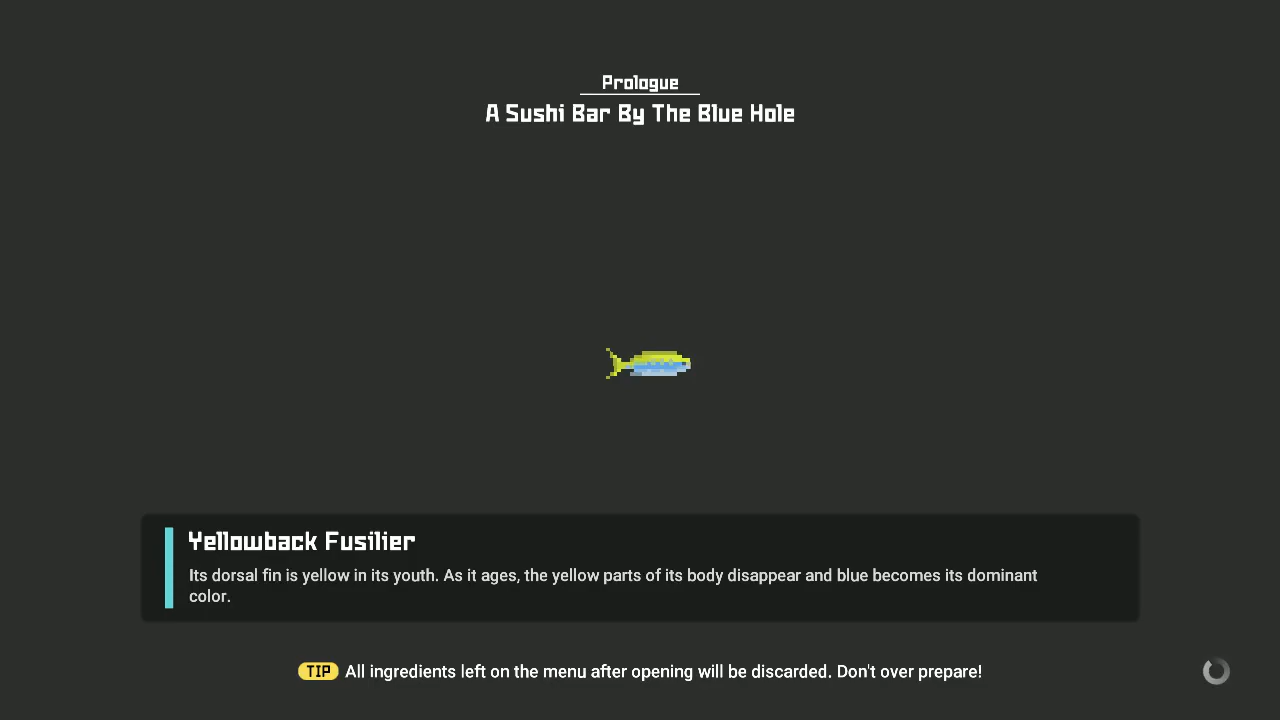 Prologue
A Sushi Bar By The Blue Hole
Yellowback Fusilier
Its dorsal fin is yellow in its youth. As it ages, the yellow parts of its body disappear and blue becomes its dominant
color.
TIP All ingredients left on the menu after opening will be discarded. Don't over prepare!